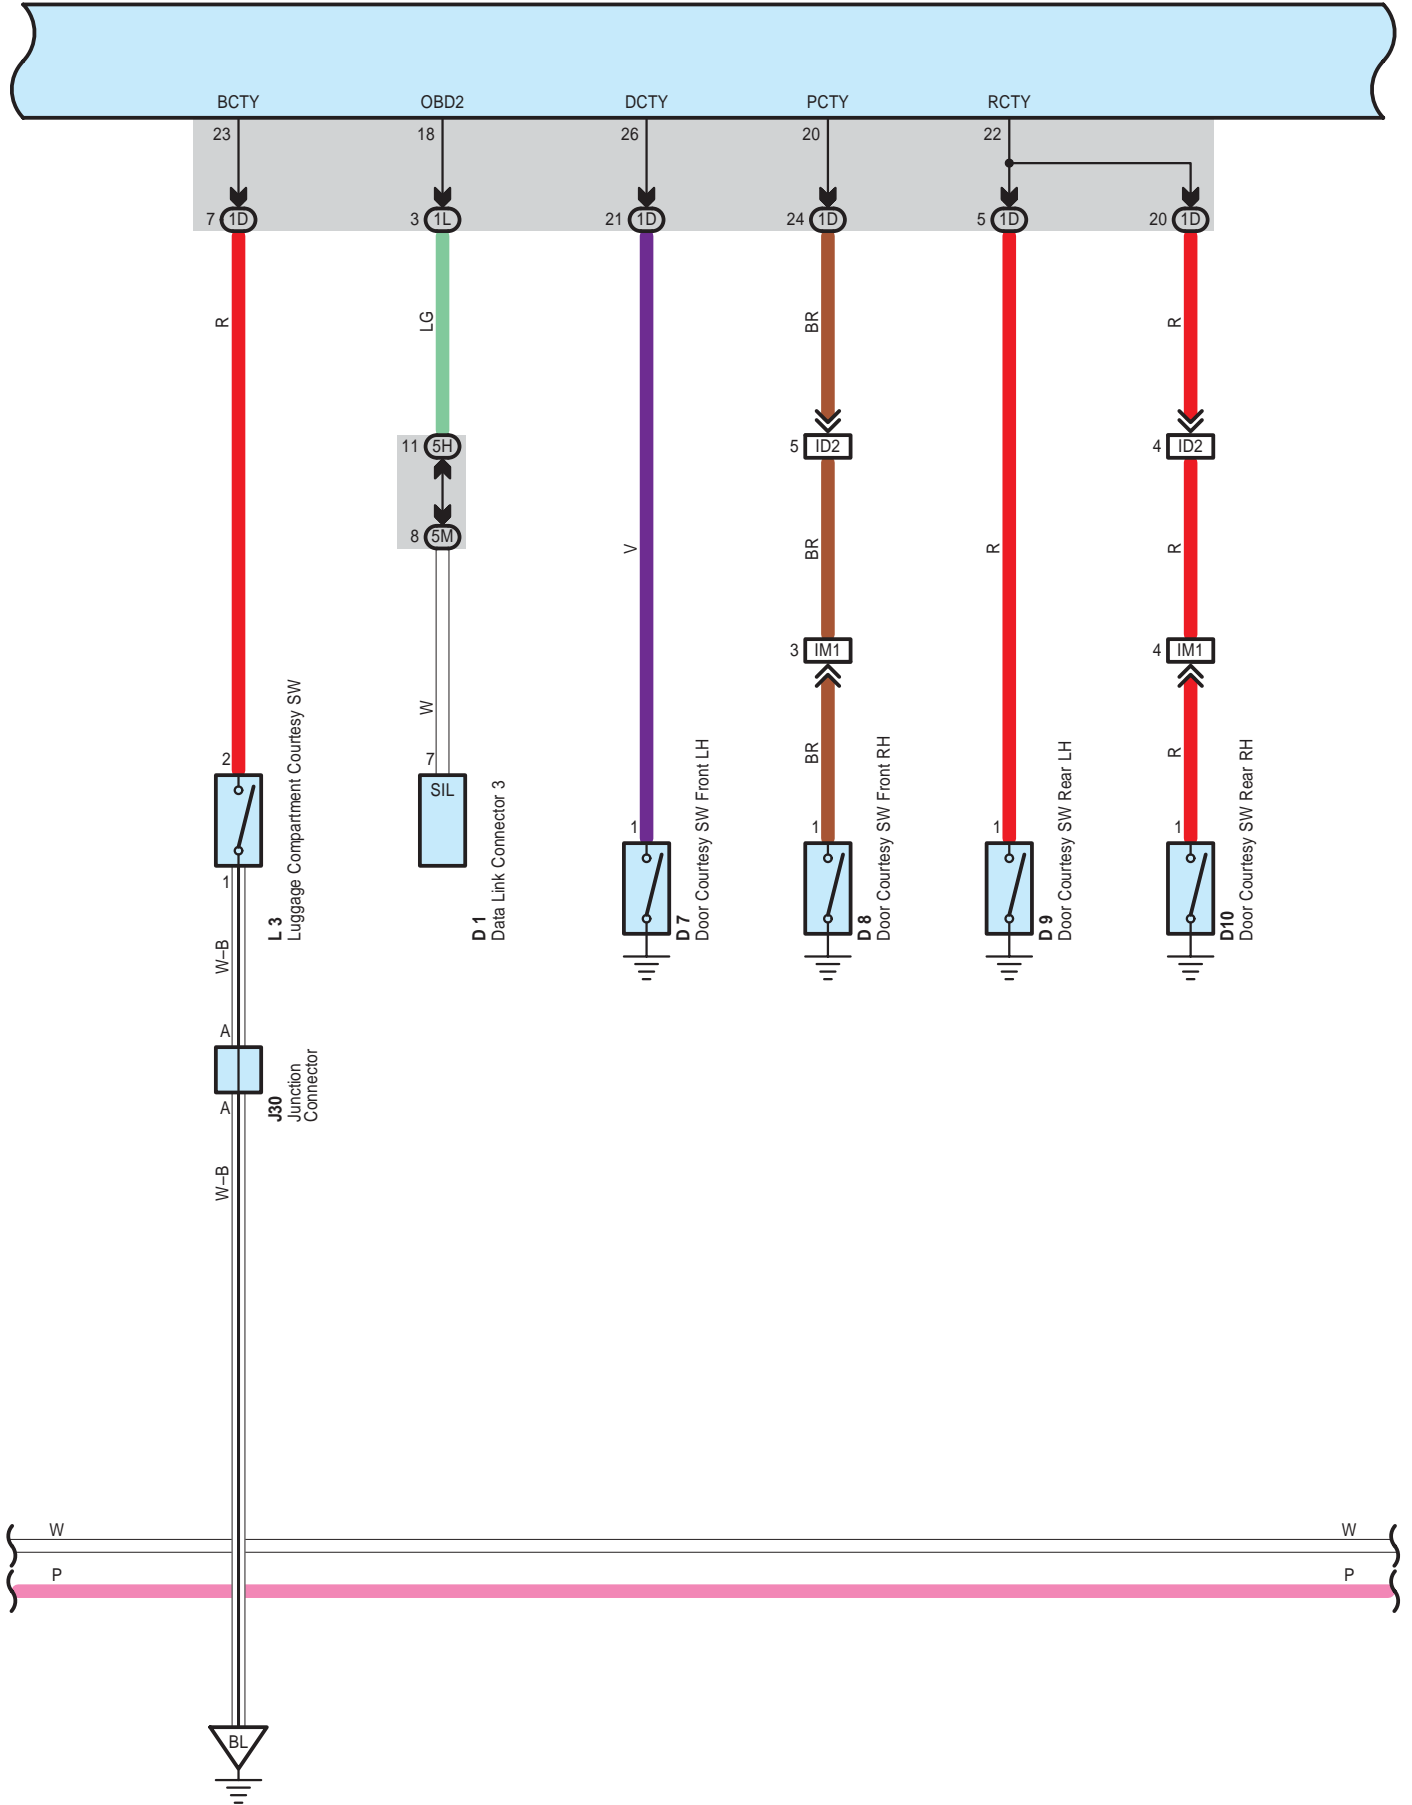 BCTY OBD2 DCTY PCTY RCTY
23 18 26 20 22
7 1D 3 1L 21 1D 24 1D 5 1D 20 1D
R LG BR R
11 5H 5 ID2 4 ID2
8 5M V BR R R
3 IM1 4 IM1
W BR R
2 7 1 1 1 1
SIL
L 3
Luggage Compartment Courtesy SW
D 1
Data Link Connector 3
D 7
Door Courtesy SW Front LH
D 8
Door Courtesy SW Front RH
D 9
Door Courtesy SW Rear LH
D10
Door Courtesy SW Rear RH
1
W–B
A
J30
Junction
Connector
A
W–B
W W
P P
BL